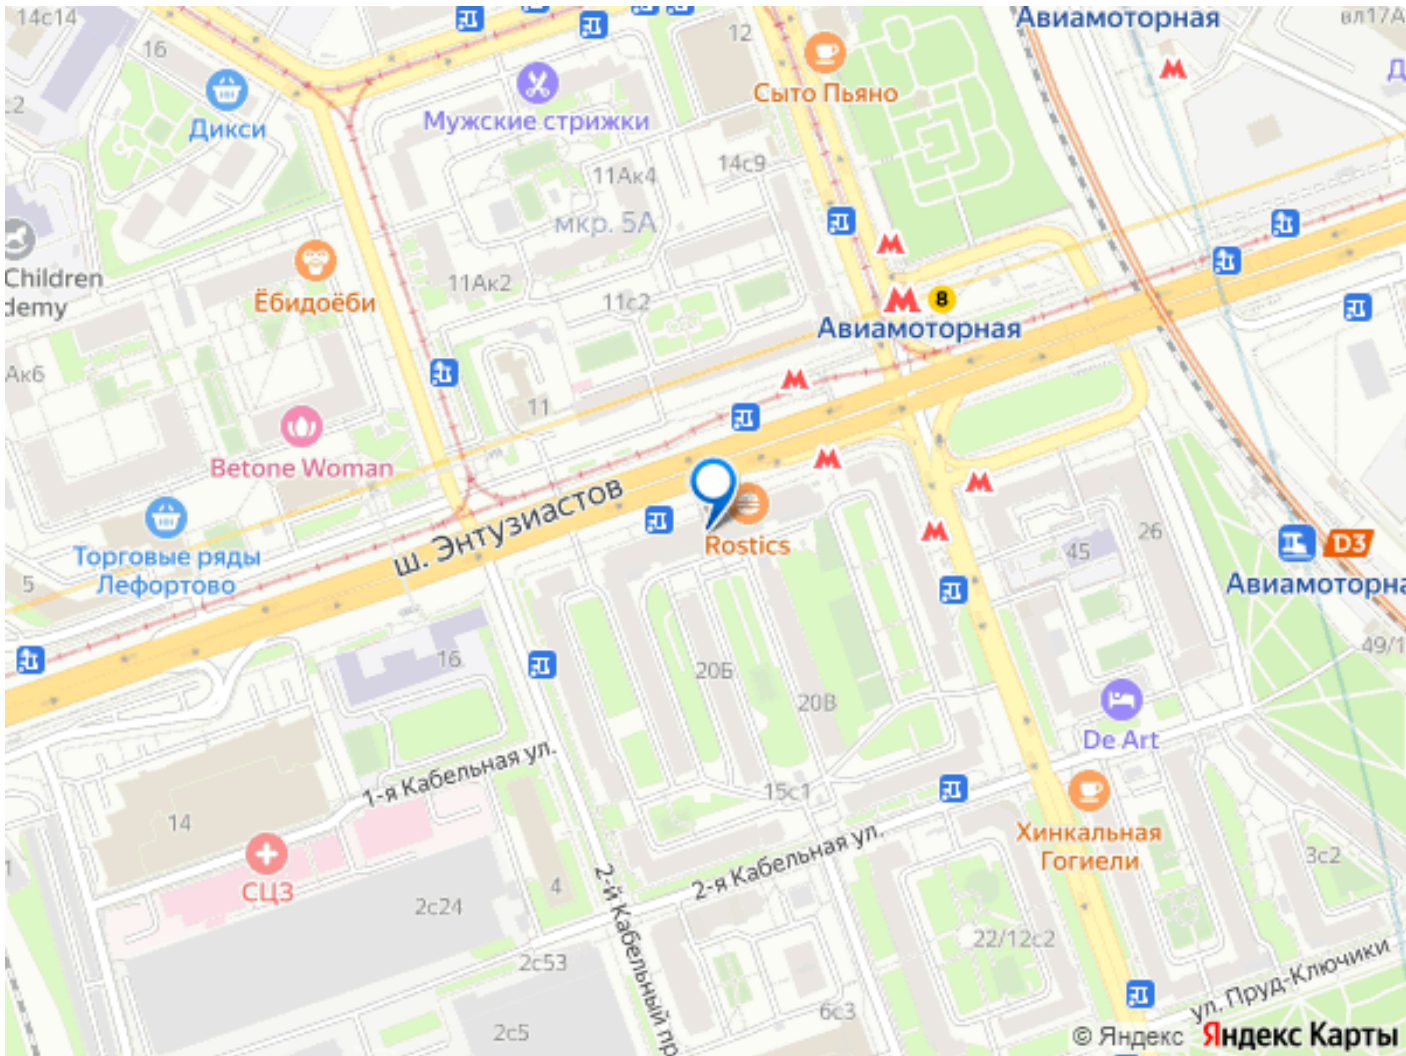 14с14
16
Дикси
с2
Мужские стрижки
12
Сыто Пьяно
Авиамоторная
вл17А
М
Д
11Ак4
14с9
мкр. 5А
Children
demy
Ёбидоёби
11Ак2
11с2
М
М
8
Авиамоторная
Ак6
11
М
Betone Woman
ш. Энтузиастов
М
М
М
Rostics
26
45
D3
Авиамоторна
Торговые ряды
Лефортово
5
16
20Б
20В
49/1
De Art
1-я Кабельная ул.
15с1
14
СЦЗ
2-я Кабельная ул.
Хинкальная
Гогиели
3с2
4
2с24
2-й Кабельный пр
22/12с2
2с53
6с3
2с5
ул. Пруд-Ключики
1
© Яндекс Яндекс Карты